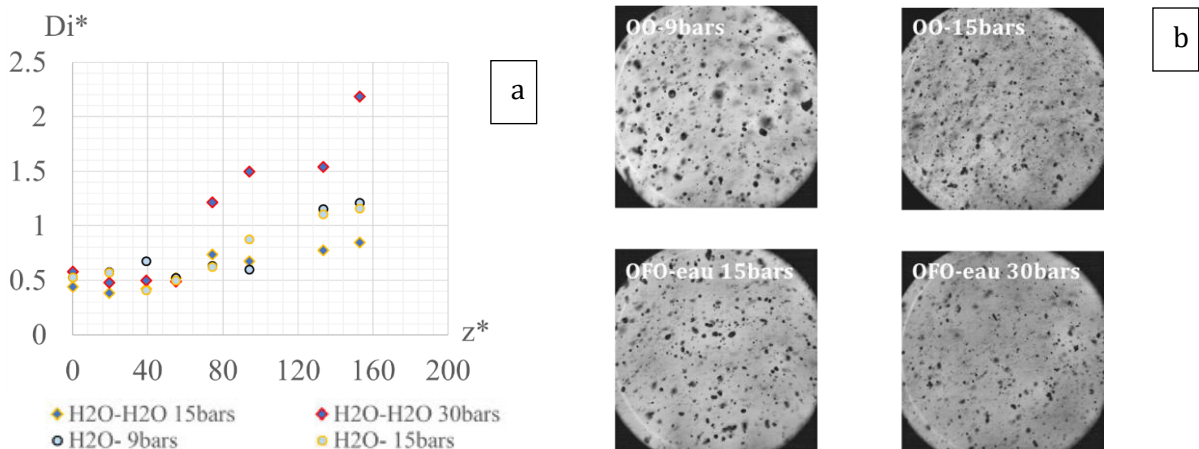 Di*
2.5
2
1.5
1
0.5
0
0 40 80 120 160 200
z*
H2O-H2O 15bars H2O-H2O 30bars
H2O- 9bars H2O- 15bars
a
OO-9bars OO-15bars
OFO-eau 15bars OFO-eau 30bars
b